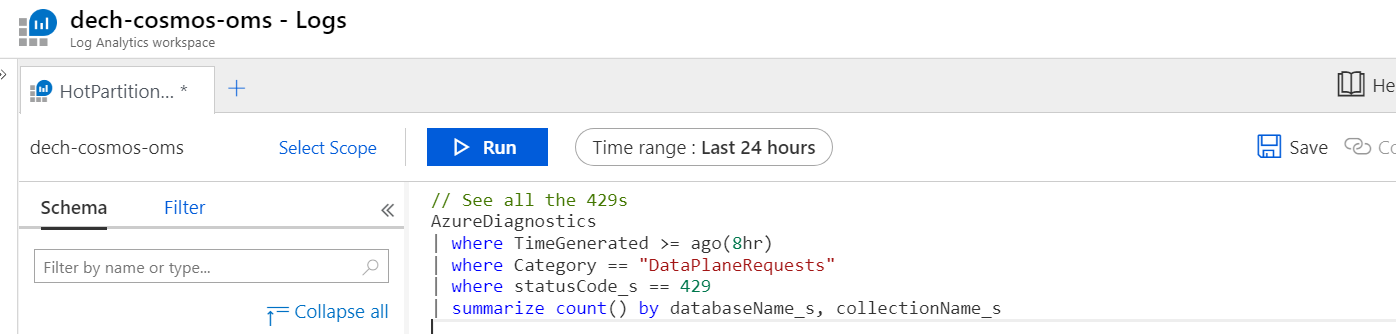 dech-cosmos-oms - Logs
Log Analytics workspace
HotPartition... *
He
dech-cosmos-oms
Select Scope
Run
Time range : Last 24 hours
Save
Co
Schema
Filter
Filter by name or type...
Collapse all
// See all the 429s
AzureDiagnostics
| where TimeGenerated >= ago(8hr)
| where Category == "DataPlaneRequests"
| where statusCode_s == 429
| summarize count() by databaseName_s, collectionName_s